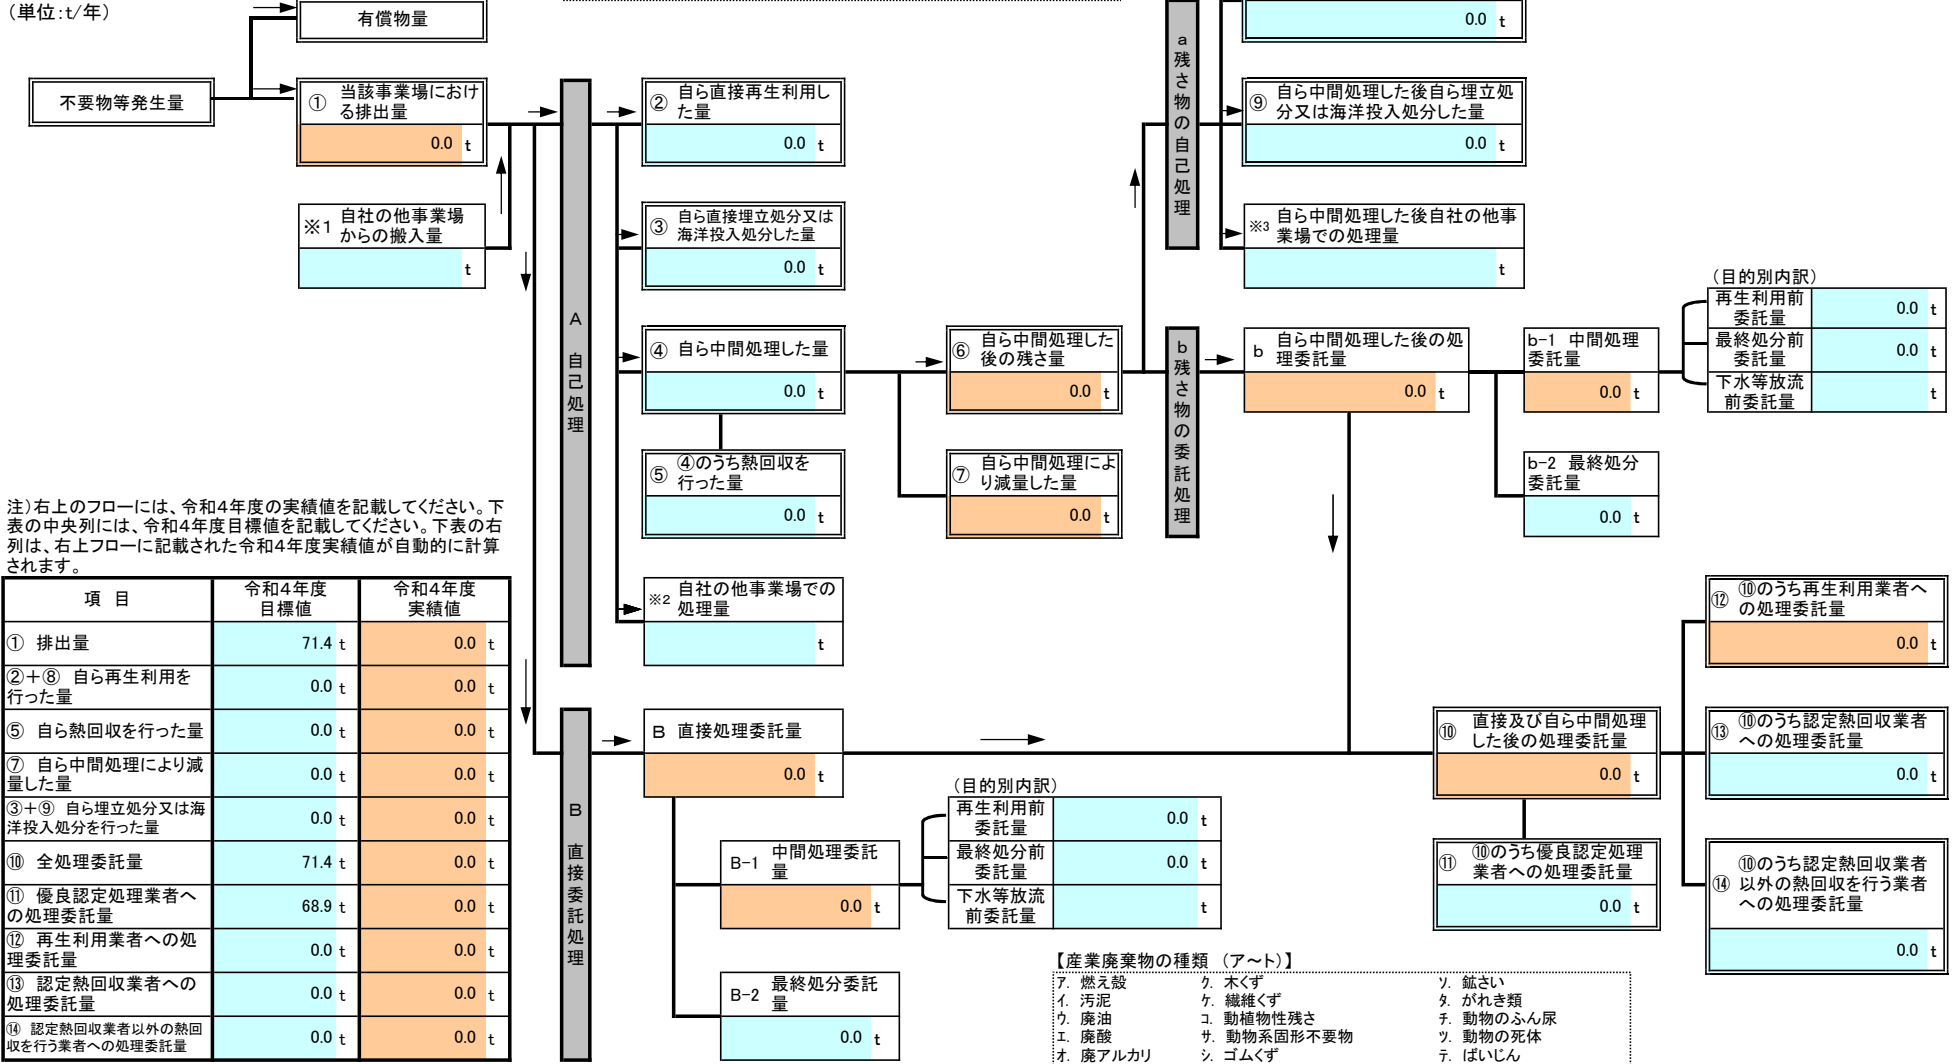 (単位:t/年)
有償物量
0.0 t
不要物等発生量
① 当該事業場におけ
る排出量
0.0 t
② 自ら直接再生利用し
た量
0.0 t
⑨ 自ら中間処理した後自ら埋立処
分又は海洋投入処分した量
0.0 t
a
残さ物の自己処理
※1 自社の他事業場
からの搬入量
t
③ 自ら直接埋立処分又は
海洋投入処分した量
0.0 t
※3 自ら中間処理した後自社の他事
業場での処理量
t
A
自己処理
④ 自ら中間処理した量
0.0 t
⑥ 自ら中間処理した
後の残さ量
0.0 t
b
残さ物の委託処理
b 自ら中間処理した後の処
理委託量
0.0 t
b-1 中間処理
委託量
0.0 t
(目的別内訳)
再生利用前
委託量
0.0 t
最終処分前
委託量
0.0 t
下水等放流
前委託量
t
⑤ ④のうち熱回収を
行った量
0.0 t
⑦ 自ら中間処理によ
り減量した量
0.0 t
b-2 最終処分
委託量
0.0 t
※2 自社の他事業場での
処理量
t
注)右上のフローには、令和4年度の実績値を記載してください。下
表の中央列には、令和4年度目標値を記載してください。下表の右
列は、右上フローに記載された令和4年度実績値が自動的に計算
されます。
項 目
令和4年度
目標値
令和4年度
実績値
① 排出量 71.4 t 0.0 t
②+⑧ 自ら再生利用を
行った量 0.0 t 0.0 t
⑤ 自ら熱回収を行った量 0.0 t 0.0 t
⑦ 自ら中間処理により減
量した量 0.0 t 0.0 t
③+⑨ 自ら埋立処分又は海
洋投入処分を行った量 0.0 t 0.0 t
⑩ 全処理委託量 71.4 t 0.0 t
⑪ 優良認定処理業者へ
の処理委託量 68.9 t 0.0 t
⑫ 再生利用業者への処
理委託量 0.0 t 0.0 t
⑬ 認定熱回収業者への
処理委託量 0.0 t 0.0 t
⑭ 認定熱回収業者以外の熱回
収を行う業者への処理委託量 0.0 t 0.0 t
B
直接委託処理
B 直接処理委託量
0.0 t
B-1 中間処理委託
量
0.0 t
(目的別内訳)
再生利用前
委託量
0.0 t
最終処分前
委託量
0.0 t
下水等放流
前委託量
t
B-2 最終処分委託
量
0.0 t
⑩ 直接及び自ら中間処理
した後の処理委託量
0.0 t
⑪ ⑩のうち優良認定処理
業者への処理委託量
0.0 t
⑫ ⑩のうち再生利用業者へ
の処理委託量
0.0 t
⑬ ⑩のうち認定熱回収業者
への処理委託量
0.0 t
⑭ ⑩のうち認定熱回収業者
以外の熱回収を行う業者
への処理委託量
0.0 t
【産業廃棄物の種類 (ア~ト)】
ア. 燃え殻 ク. 木くず ソ. 鉱さい
イ. 汚泥 ケ. 繊維くず タ. がれき類
ウ. 廃油 コ. 動植物性残さ チ. 動物のふん尿
エ. 廃酸 サ. 動物系固形不要物 ツ. 動物の死体
オ. 廃アルカリ シ. ゴムくず テ. ばいじん